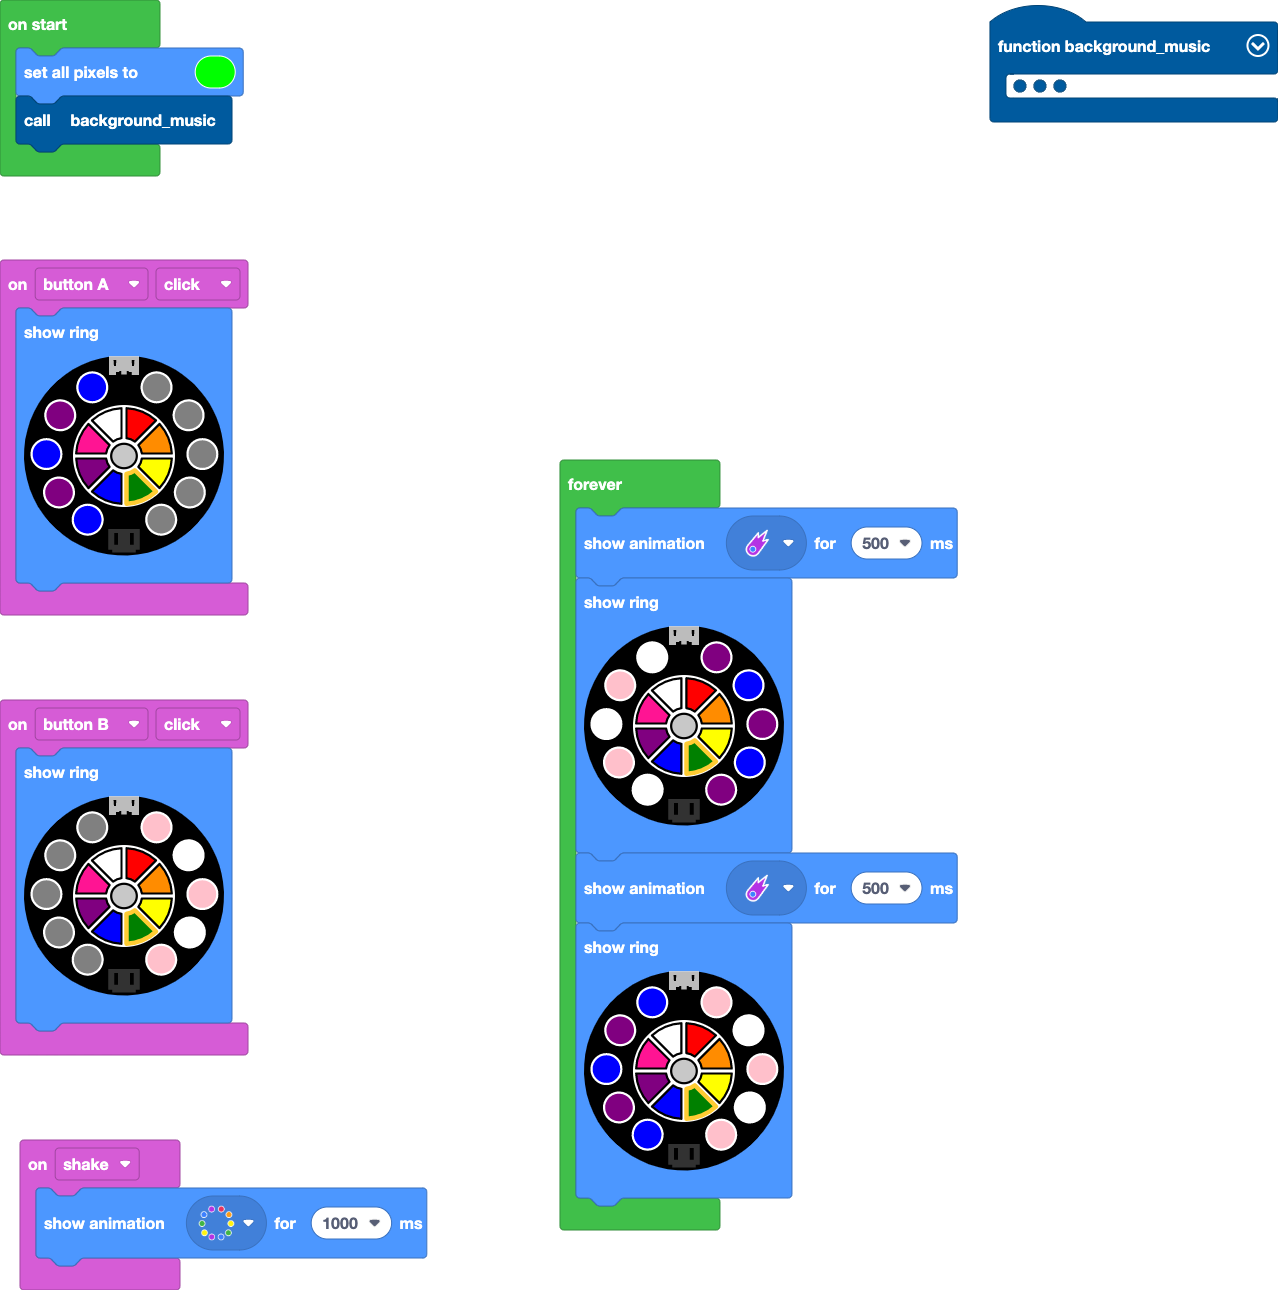 on start
set all pixels to
call background_music
function background_music
on button A click
show ring
forever
show animation for 500 ms
show ring
on button B click
show ring
show animation for 500 ms
show ring
on shake
show animation for 1000 ms